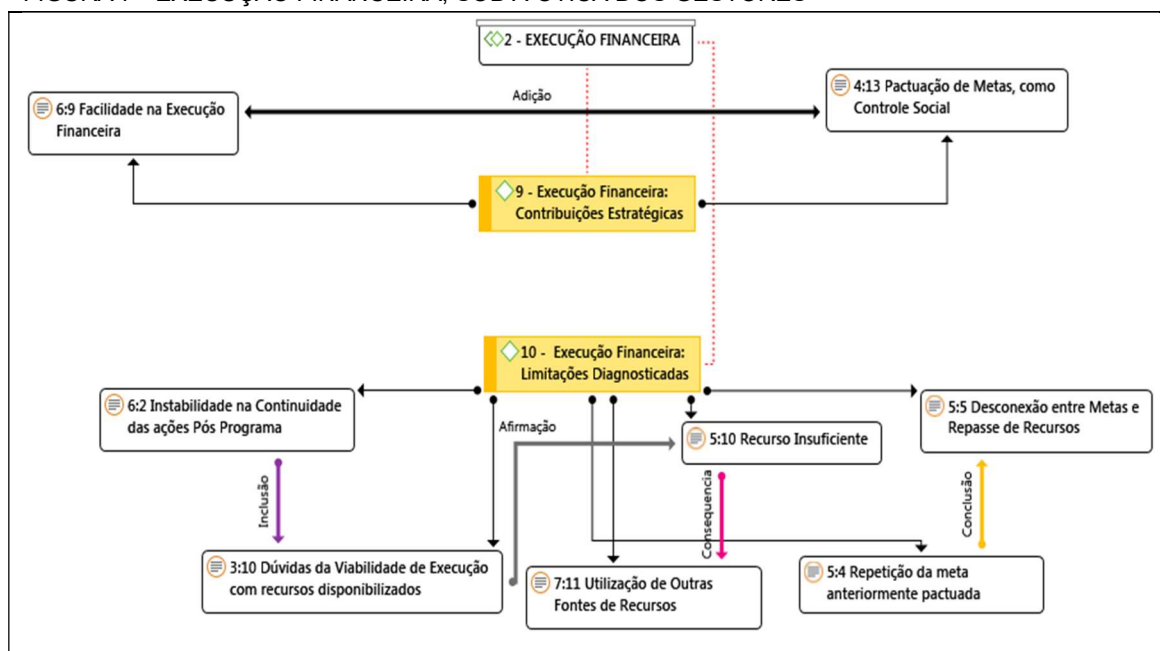 2 - EXECUÇÃO FINANCEIRA
6:9 Facilidade na Execução
Financeira
Adição
4:13 Pactuação de Metas, como
Controle Social
9 - Execução Financeira:
Contribuições Estratégicas
10 - Execução Financeira:
Limitações Diagnosticadas
6:2 Instabilidade na Continuidade
das ações Pós Programa
Afirmação
5:10 Recurso Insuficiente
5:5 Desconexão entre Metas e
Repasse de Recursos
Inclusão
Consequencia
Conclusão
3:10 Dúvidas da Viabilidade de Execução
com recursos disponibilizados
7:11 Utilização de Outras
Fontes de Recursos
5:4 Repetição da meta
anteriormente pactuada